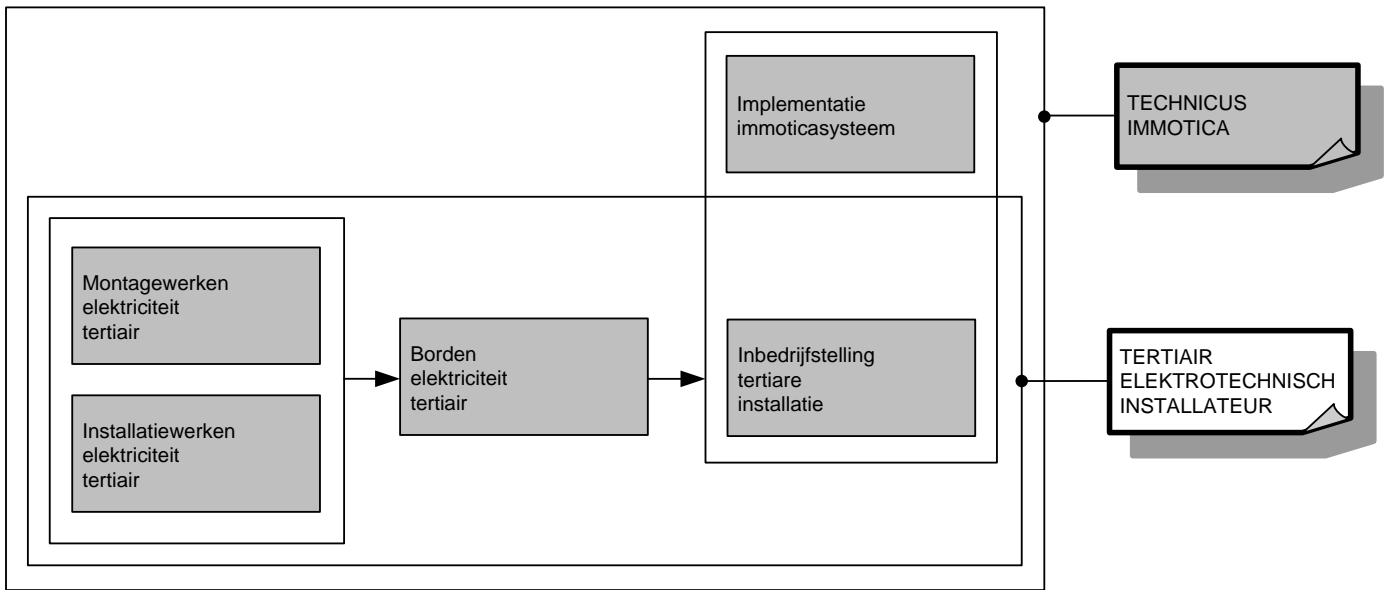 Implementatie
immoticasysteem
TECHNICUS
IMMOTICA
Montagewerken
elektriciteit
tertiair
Installatiewerken
elektriciteit
tertiair
Borden
elektriciteit
tertiair
Inbedrijfstelling
tertiare
installatie
TERTIAIR
ELEKTROTECHNISCH
INSTALLATEUR